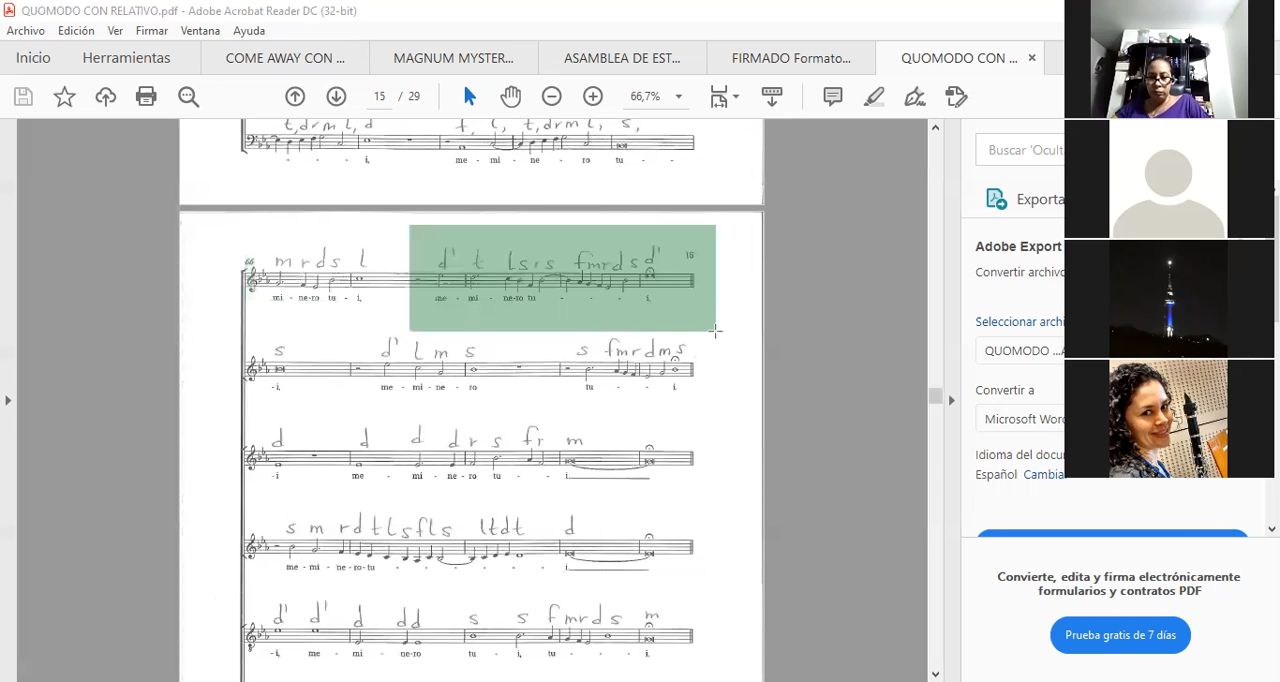 QUOMODO CON RELATIVO.pdf - Adobe Acrobat Reader DC (32-bit)
Archivo Edición Ver Firmar Ventana Ayuda
Inicio Herramientas COME AWAY CON ... MAGNUM MYSTER... ASAMBLEA DE EST... FIRMADO Formato... QUOMODO CON ... ×
15 / 29 66,7%
t,drm l, d t, l, t,drm l, s,
i, me - mi - ne - ro tu -
66 m r d s l d' t l s r s f m r d s d' 16
mi - ne-ro tu - i, me - mi - ne-ro tu - - i.
s d' l m s s f m r d m s
-i, me - mi - ne - ro tu - - i.
d d d d r s f r m
-i me - mi - ne - ro tu - i.
s m r d t l s f l s l t d t d
me - mi - ne - ro - tu - - - - i.
d' d' d d d s s f m r d s m
-i, me - mi - ne-ro tu - i, tu - - i.
Buscar 'Ocult
Exporta
Adobe Export
Convertir archivo
Seleccionar archi
QUOMODO ...A
Convertir a
Microsoft Word
Idioma del docum
Español Cambia
Convierte, edita y firma electrónicamente
formularios y contratos PDF
Prueba gratis de 7 días